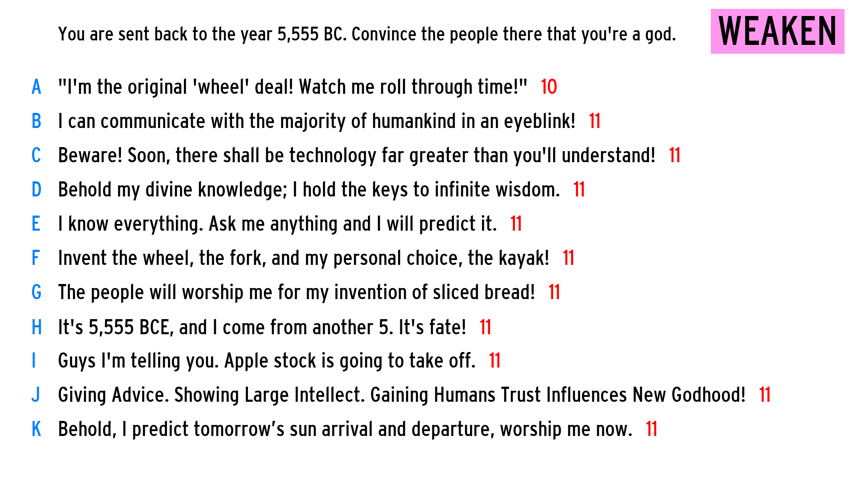 You are sent back to the year 5,555 BC. Convince the people there that you're a god.
WEAKEN
A "I'm the original 'wheel' deal! Watch me roll through time!" 10
B I can communicate with the majority of humankind in an eyeblink! 11
C Beware! Soon, there shall be technology far greater than you'll understand! 11
D Behold my divine knowledge; I hold the keys to infinite wisdom. 11
E I know everything. Ask me anything and I will predict it. 11
F Invent the wheel, the fork, and my personal choice, the kayak! 11
G The people will worship me for my invention of sliced bread! 11
H It's 5,555 BCE, and I come from another 5. It's fate! 11
I Guys I'm telling you. Apple stock is going to take off. 11
J Giving Advice. Showing Large Intellect. Gaining Humans Trust Influences New Godhood! 11
K Behold, I predict tomorrow’s sun arrival and departure, worship me now. 11